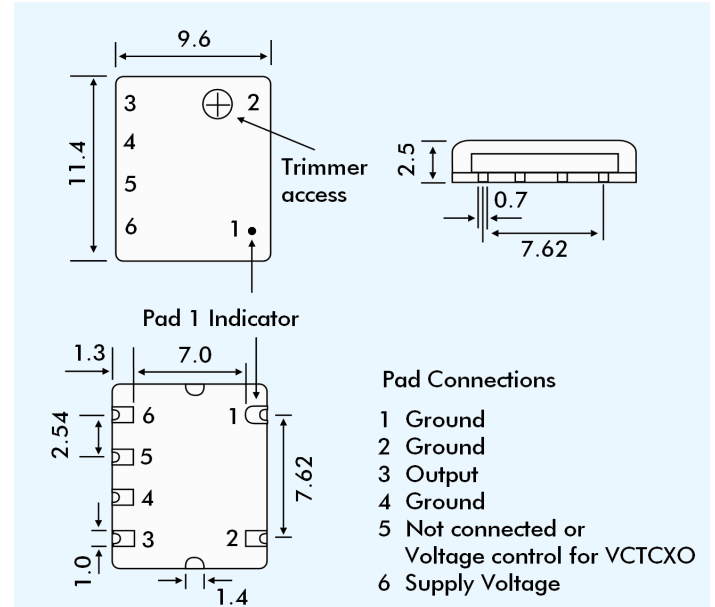 9.6
3
2
4
5
6
1
11.4
Trimmer
access
2.5
0.7
7.62
Pad 1 Indicator
1.3
7.0
6
1
5
4
3
2
2.54
7.62
1.0
1.4
Pad Connections
1 Ground
2 Ground
3 Output
4 Ground
5 Not connected or
Voltage control for VCTCXO
6 Supply Voltage